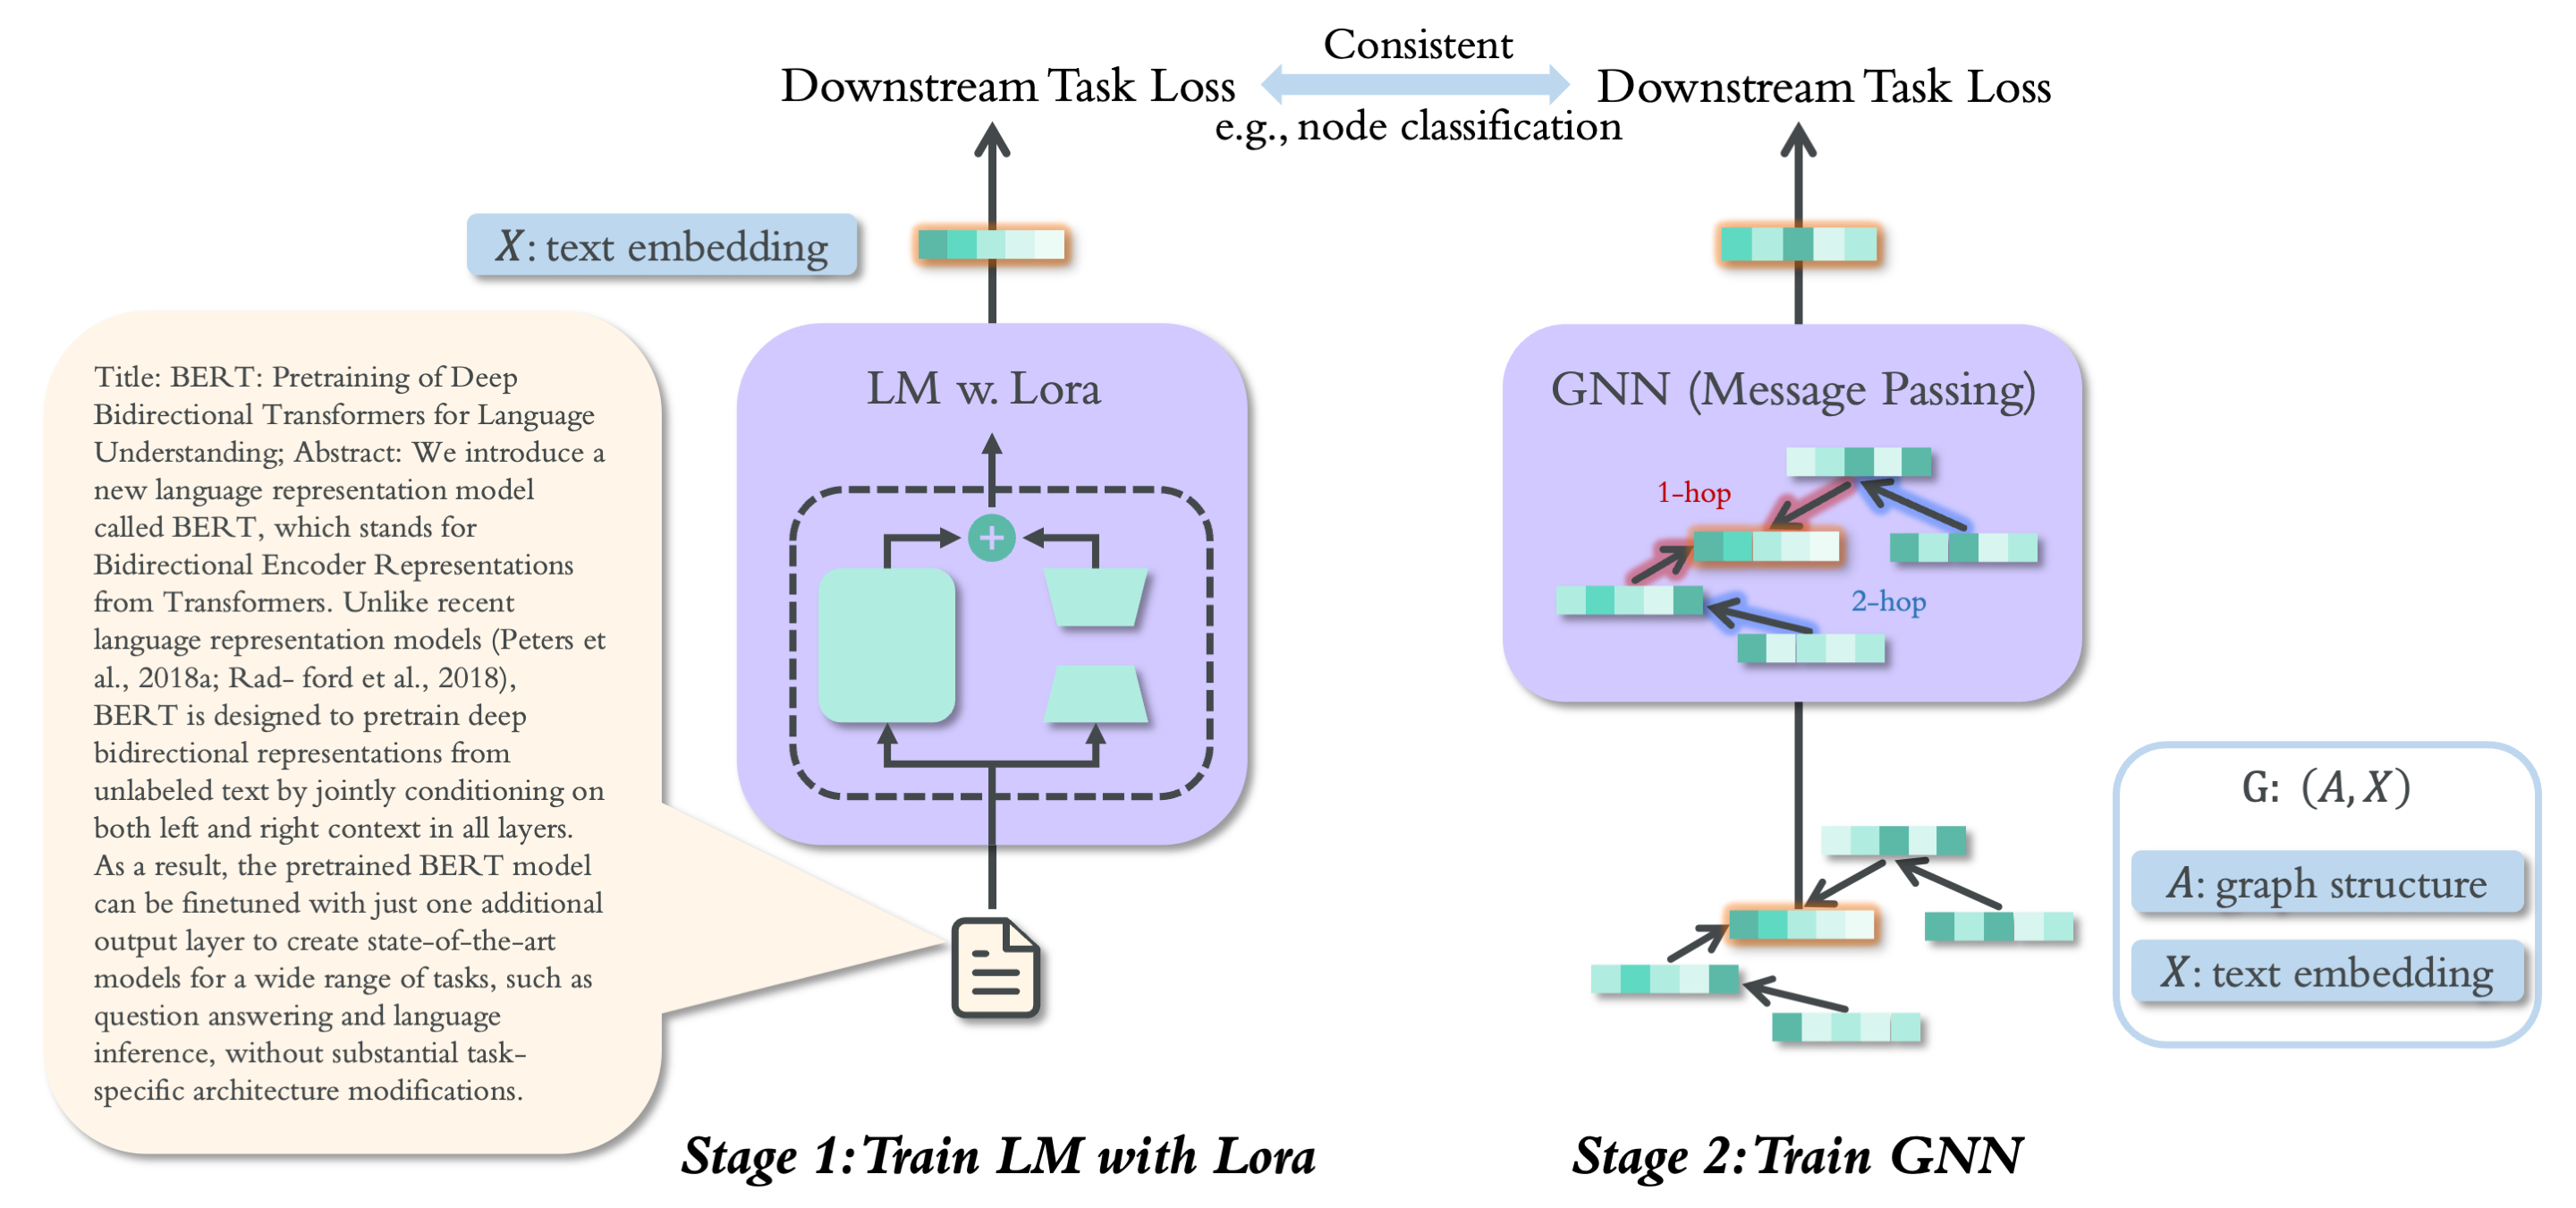 Consistent
Downstream Task Loss
Downstream Task Loss
e.g., node classification
X: text embedding
Title: BERT: Pretraining of Deep
Bidirectional Transformers for Language
Understanding; Abstract: We introduce a
new language representation model
called BERT, which stands for
Bidirectional Encoder Representations
from Transformers. Unlike recent
language representation models (Peters et
al., 2018a; Rad- ford et al., 2018),
BERT is designed to pretrain deep
bidirectional representations from
unlabeled text by jointly conditioning on
both left and right context in all layers.
As a result, the pretrained BERT model
can be finetuned with just one additional
output layer to create state-of-the-art
models for a wide range of tasks, such as
question answering and language
inference, without substantial task-
specific architecture modifications.
LM w. Lora
+
GNN (Message Passing)
1-hop
2-hop
G: (A, X)
A: graph structure
X: text embedding
Stage 1: Train LM with Lora
Stage 2: Train GNN